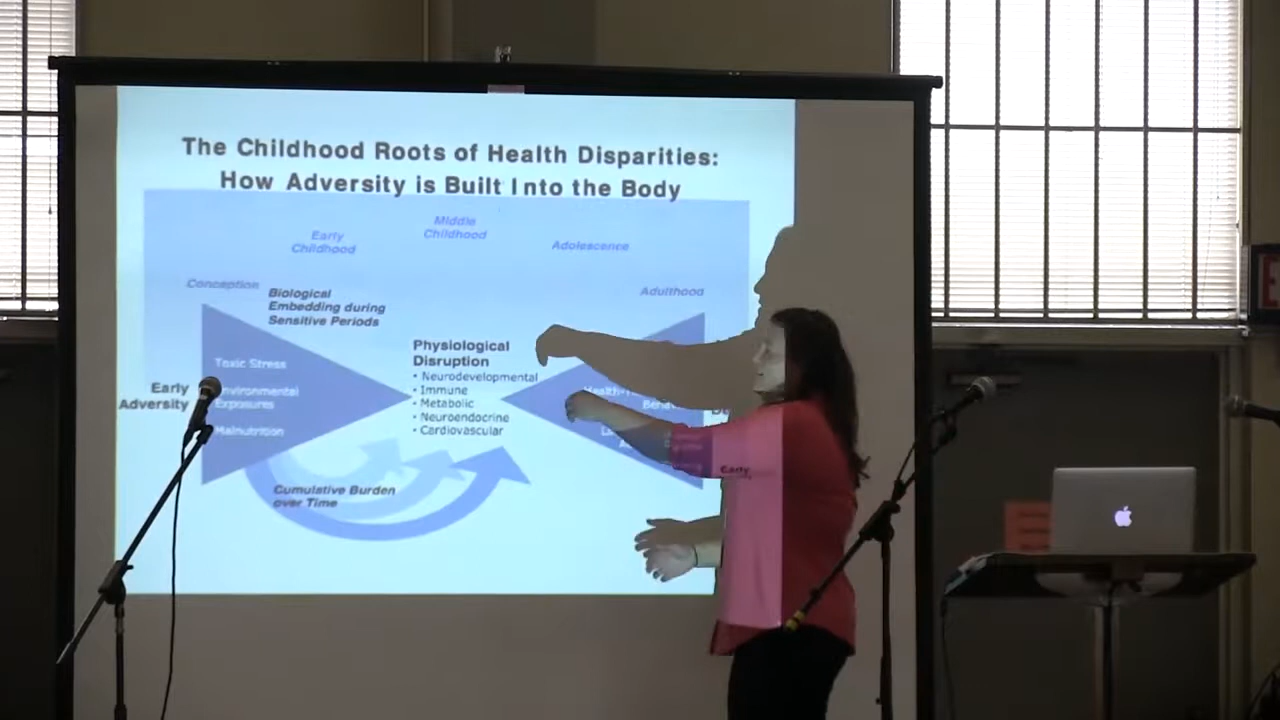 The Childhood Roots of Health Disparities:
How Adversity is Built Into the Body
Middle
Childhood
Early
Childhood
Adolescence
Conception
Adulthood
Biological
Embedding during
Sensitive Periods
Physiological
Disruption
• Neurodevelopmental
• Immune
• Metabolic
• Neuroendocrine
• Cardiovascular
Early
Adversity
Toxic Stress
Environmental
Exposures
Malnutrition
Cumulative Burden
over Time
Early